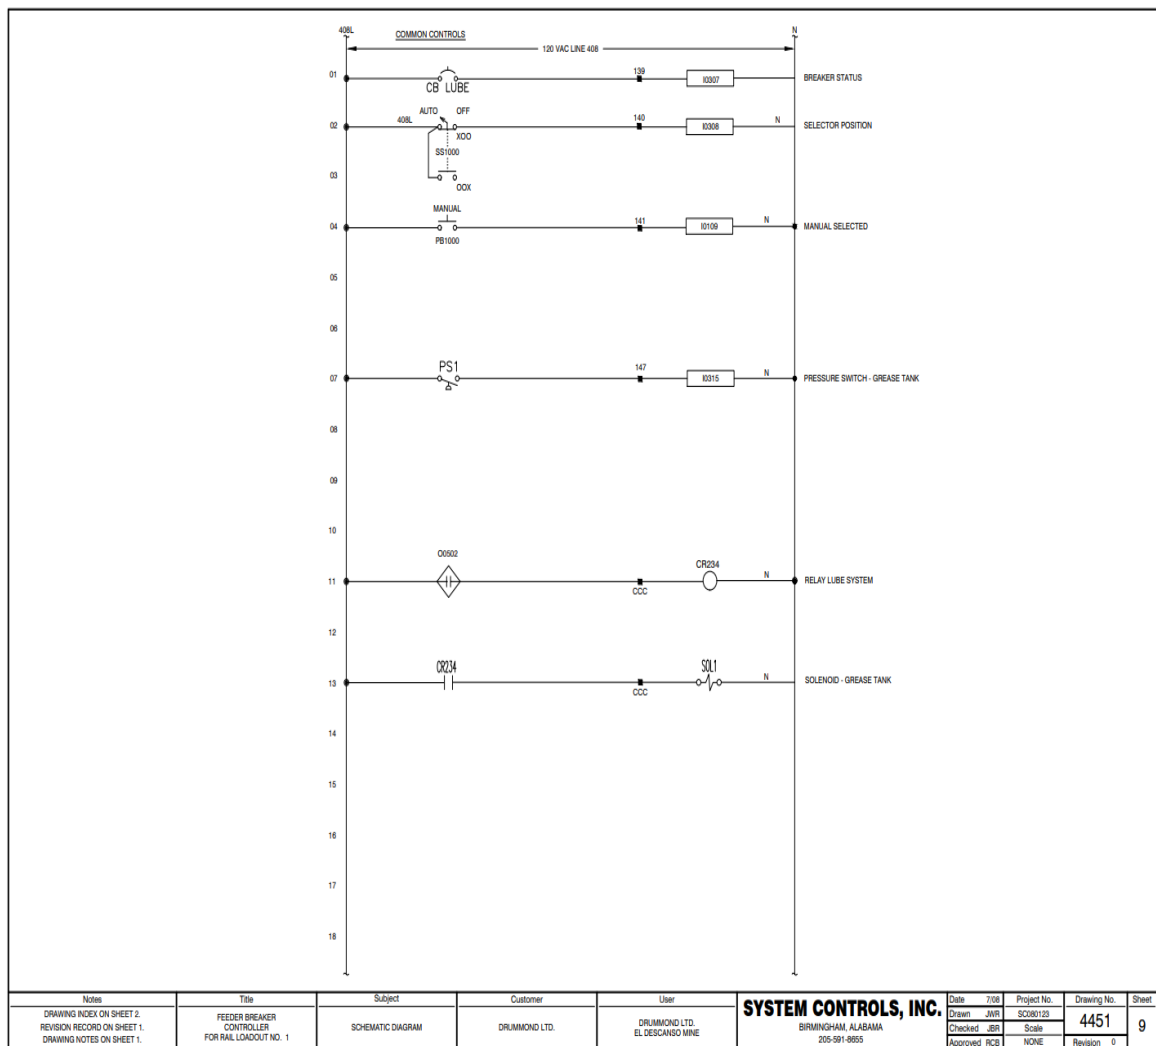 408L
COMMON CONTROLS
N
120 VAC LINE 408
01
CB LUBE
139
I0307
BREAKER STATUS
AUTO
OFF
02
408L
XOO
140
I0308
N
SELECTOR POSITION
SS1000
03
OOX
MANUAL
04
PB1000
141
I0109
N
MANUAL SELECTED
05
06
PS1
07
147
I0315
N
PRESSURE SWITCH - GREASE TANK
08
09
10
O0502
11
CCC
CR234
N
RELAY LUBE SYSTEM
12
CR234
13
CCC
SOL1
N
SOLENOID - GREASE TANK
14
15
16
17
18
Notes
DRAWING INDEX ON SHEET 2.
REVISION RECORD ON SHEET 1.
DRAWING NOTES ON SHEET 1.
Title
FEEDER BREAKER
CONTROLLER
FOR RAIL LOADOUT NO. 1
Subject
SCHEMATIC DIAGRAM
Customer
DRUMMOND LTD.
User
DRUMMOND LTD.
EL DESCANSO MINE
SYSTEM CONTROLS, INC.
BIRMINGHAM, ALABAMA
205-591-8655
Date 7/08
Drawn JWR
Checked JBR
Approved RCB
Project No.
SC080123
Scale
NONE
Drawing No.
4451
Revision 0
Sheet
9